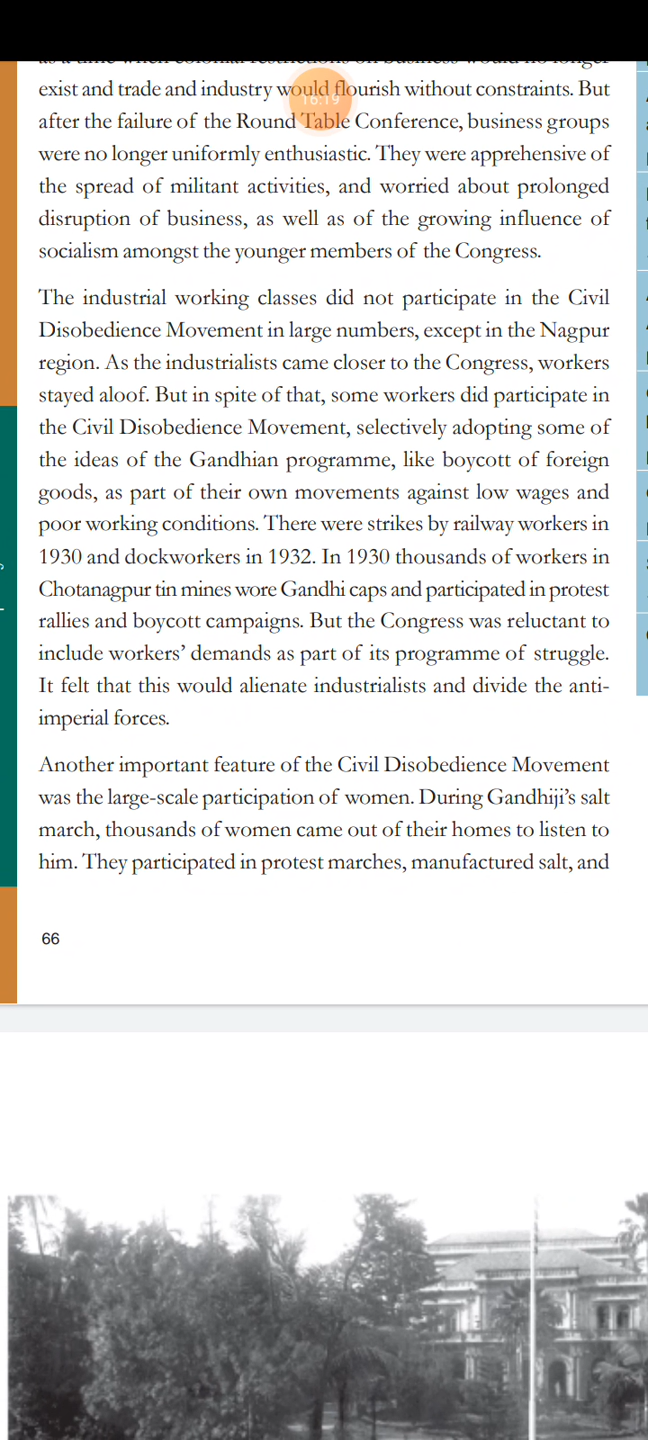 exist and trade and industry would flourish without constraints. But
16:19
after the failure of the Round Table Conference, business groups
were no longer uniformly enthusiastic. They were apprehensive of
the spread of militant activities, and worried about prolonged
disruption of business, as well as of the growing influence of
socialism amongst the younger members of the Congress.
The industrial working classes did not participate in the Civil
Disobedience Movement in large numbers, except in the Nagpur
region. As the industrialists came closer to the Congress, workers
stayed aloof. But in spite of that, some workers did participate in
the Civil Disobedience Movement, selectively adopting some of
the ideas of the Gandhian programme, like boycott of foreign
goods, as part of their own movements against low wages and
poor working conditions. There were strikes by railway workers in
1930 and dockworkers in 1932. In 1930 thousands of workers in
Chotanagpur tin mines wore Gandhi caps and participated in protest
rallies and boycott campaigns. But the Congress was reluctant to
include workers’ demands as part of its programme of struggle.
It felt that this would alienate industrialists and divide the anti-
imperial forces.
Another important feature of the Civil Disobedience Movement
was the large-scale participation of women. During Gandhiji’s salt
march, thousands of women came out of their homes to listen to
him. They participated in protest marches, manufactured salt, and
66